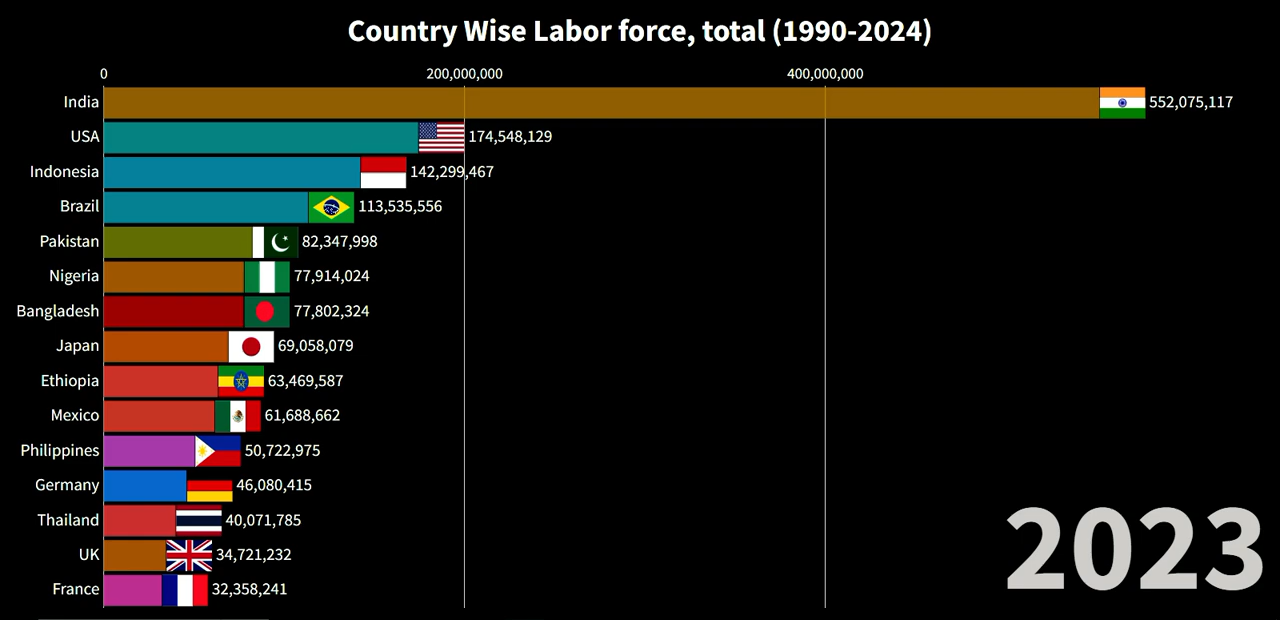 Country Wise Labor force, total (1990-2024)
0 200,000,000 400,000,000
India 552,075,117
USA 174,548,129
Indonesia 142,299,467
Brazil 113,535,556
Pakistan 82,347,998
Nigeria 77,914,024
Bangladesh 77,802,324
Japan 69,058,079
Ethiopia 63,469,587
Mexico 61,688,662
Philippines 50,722,975
Germany 46,080,415
Thailand 40,071,785
UK 34,721,232
France 32,358,241
2023